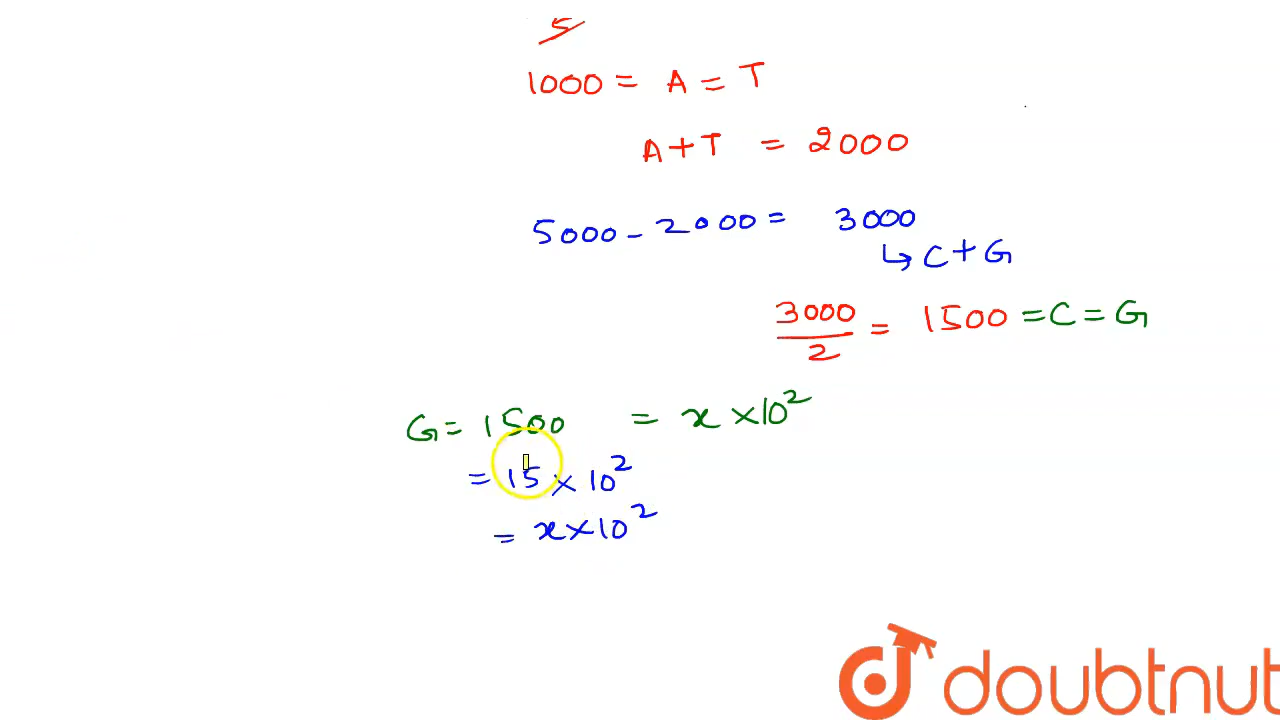 5
1000 = A = T
A + T = 2000
5000 - 2000 = 3000
↳ C + G
3000/2 = 1500 = C = G
G = 1500 = x × 10²
= 15 × 10²
= x × 10²
doubtnut